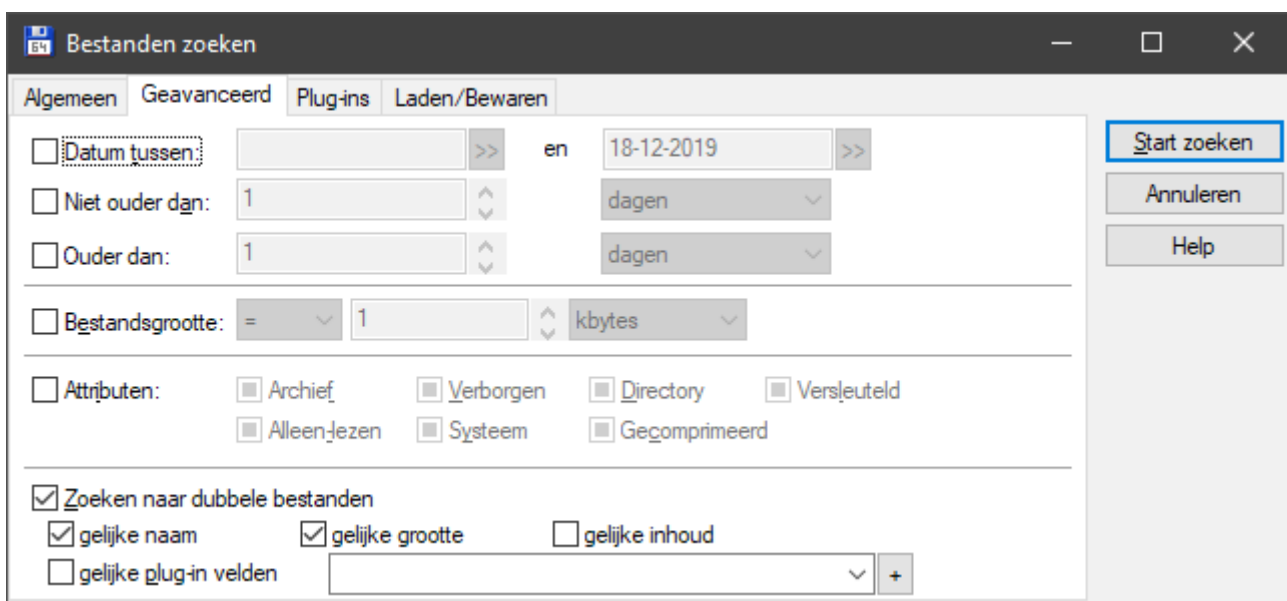 64 Bestanden zoeken
Algemeen Geavanceerd Plug-ins Laden/Bewaren
Datum tussen: >> en 18-12-2019 >> Start zoeken
Niet ouder dan: 1 dagen Annuleren
Ouder dan: 1 dagen Help
Bestandsgrootte: = 1 kbytes
Attributen: Archief Verborgen Directory Versleuteld
Alleen-lezen Systeem Gecomprimeerd
Zoeken naar dubbele bestanden
gelijke naam gelijke grootte gelijke inhoud
gelijke plug-in velden +